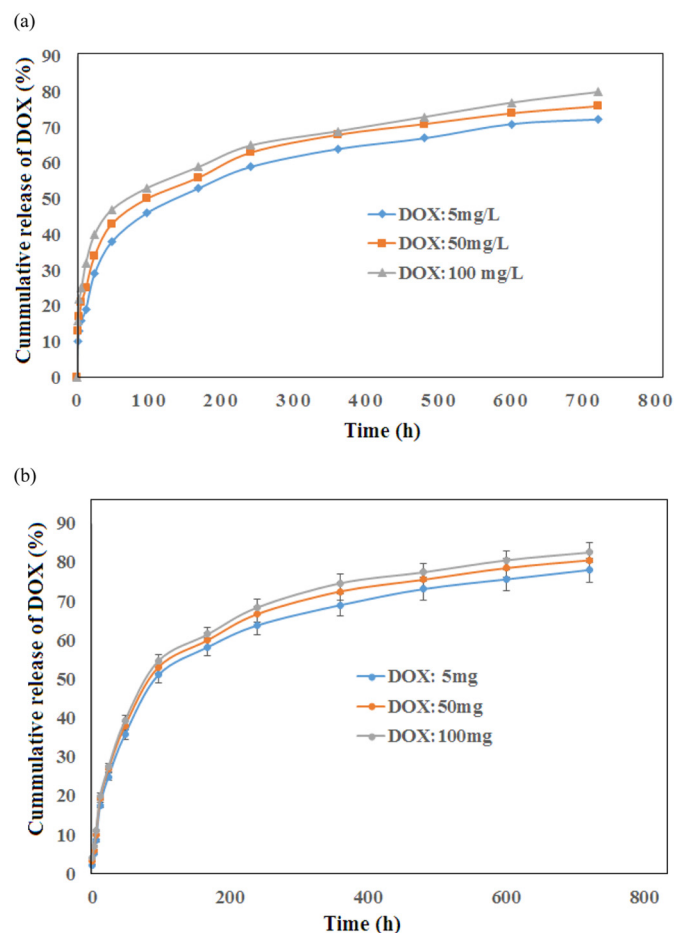 (a)
90
80
70
60
50
40
30
20
10
0
Cummulative release of DOX (%)
DOX: 5mg/L
DOX: 50mg/L
DOX: 100 mg/L
0 100 200 300 400 500 600 700 800
Time (h)
(b)
90
80
70
60
50
40
30
20
10
0
Cummulative release of DOX (%)
DOX: 5mg
DOX: 50mg
DOX: 100mg
0 200 400 600 800
Time (h)